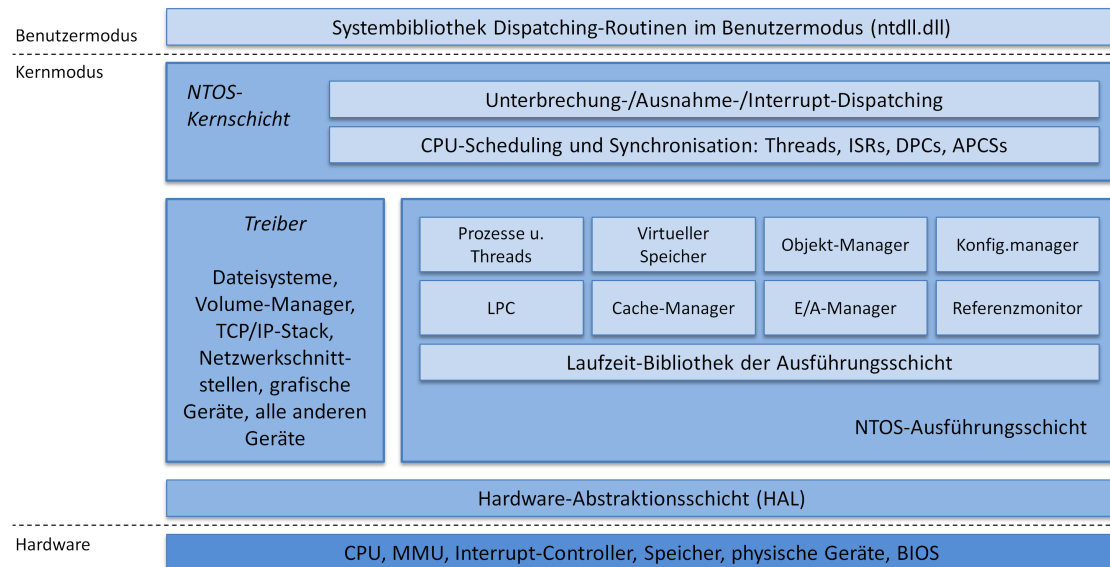 Systembibliothek Dispatching-Routinen im Benutzermodus (ntdll.dll)
Benutzermodus
Kernmodus
NTOS-
Kernschicht
Unterbrechung-/Ausnahme-/Interrupt-Dispatching
CPU-Scheduling und Synchronisation: Threads, ISRs, DPCs, APCSs
Treiber
Dateisysteme,
Volume-Manager,
TCP/IP-Stack,
Netzwerkschnitt-
stellen, grafische
Geräte, alle anderen
Geräte
Prozesse u.
Threads
Virtueller
Speicher
Objekt-Manager
Konfig.manager
LPC
Cache-Manager
E/A-Manager
Referenzmonitor
Laufzeit-Bibliothek der Ausführungsschicht
NTOS-Ausführungsschicht
Hardware-Abstraktionsschicht (HAL)
Hardware
CPU, MMU, Interrupt-Controller, Speicher, physische Geräte, BIOS